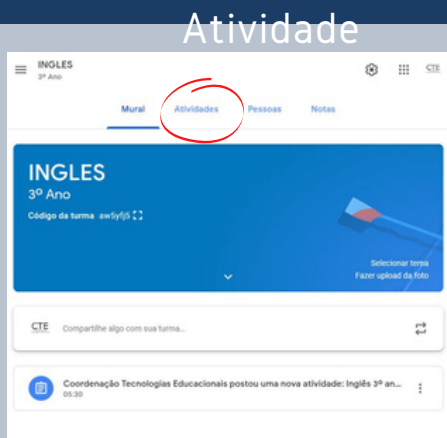 Atividade
INGLES
3º Ano
CTE
Mural Atividades Pessoas Notas
INGLES
3º Ano
Código da turma aw5yfj5
Selecionar tema
Fazer upload da foto
CTE Compartilhe algo com sua turma...
Coordenação Tecnologias Educacionais postou uma nova atividade: Inglês 3º an...
05:30